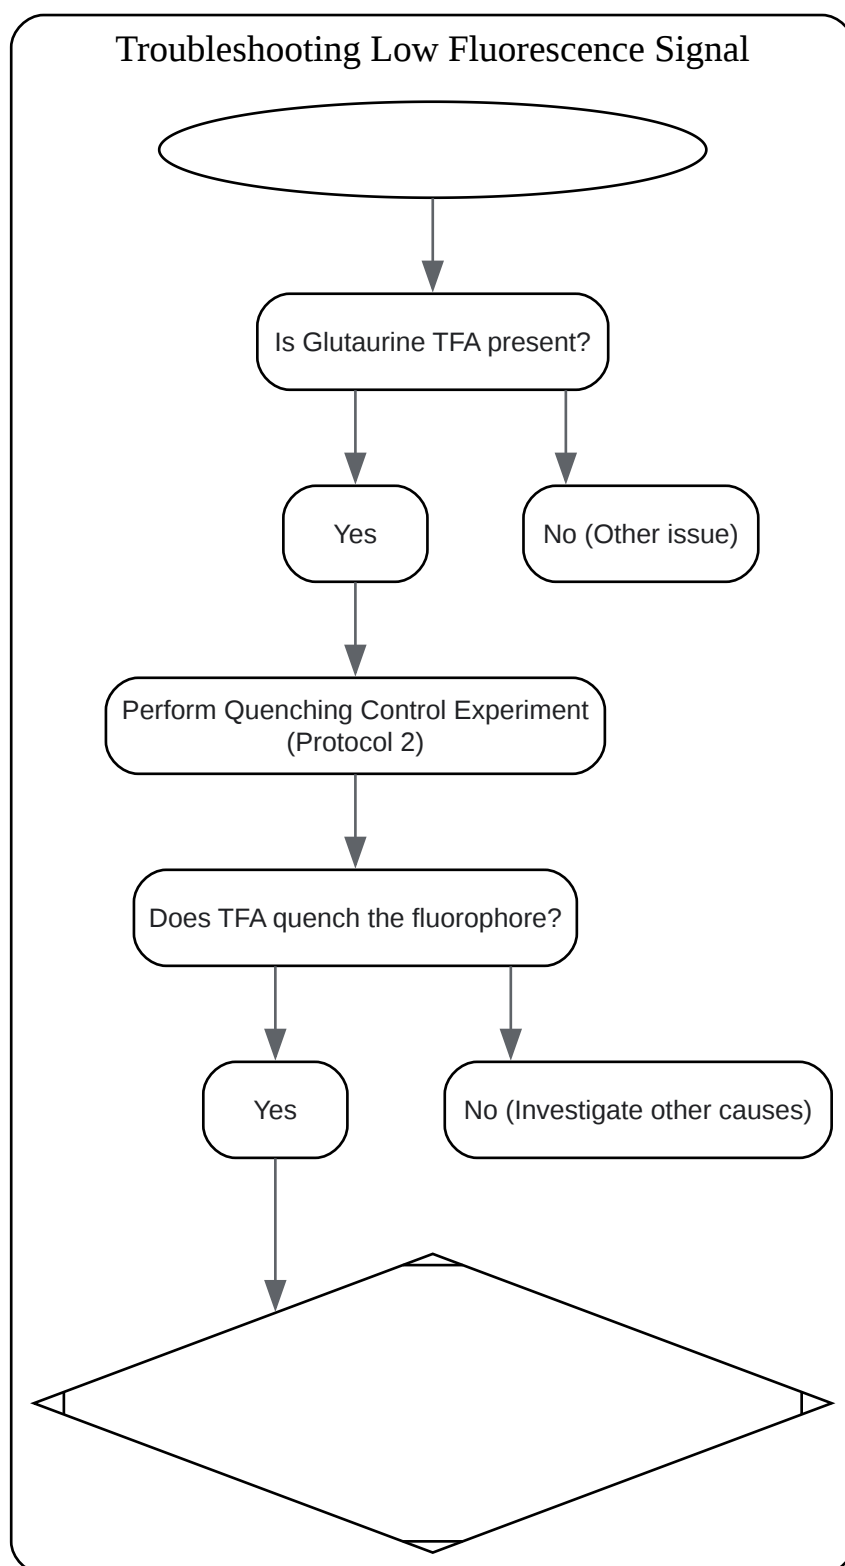 Troubleshooting Low Fluorescence Signal
Is Glutaurine TFA present?
Yes
No (Other issue)
Perform Quenching Control Experiment
(Protocol 2)
Does TFA quench the fluorophore?
Yes
No (Investigate other causes)